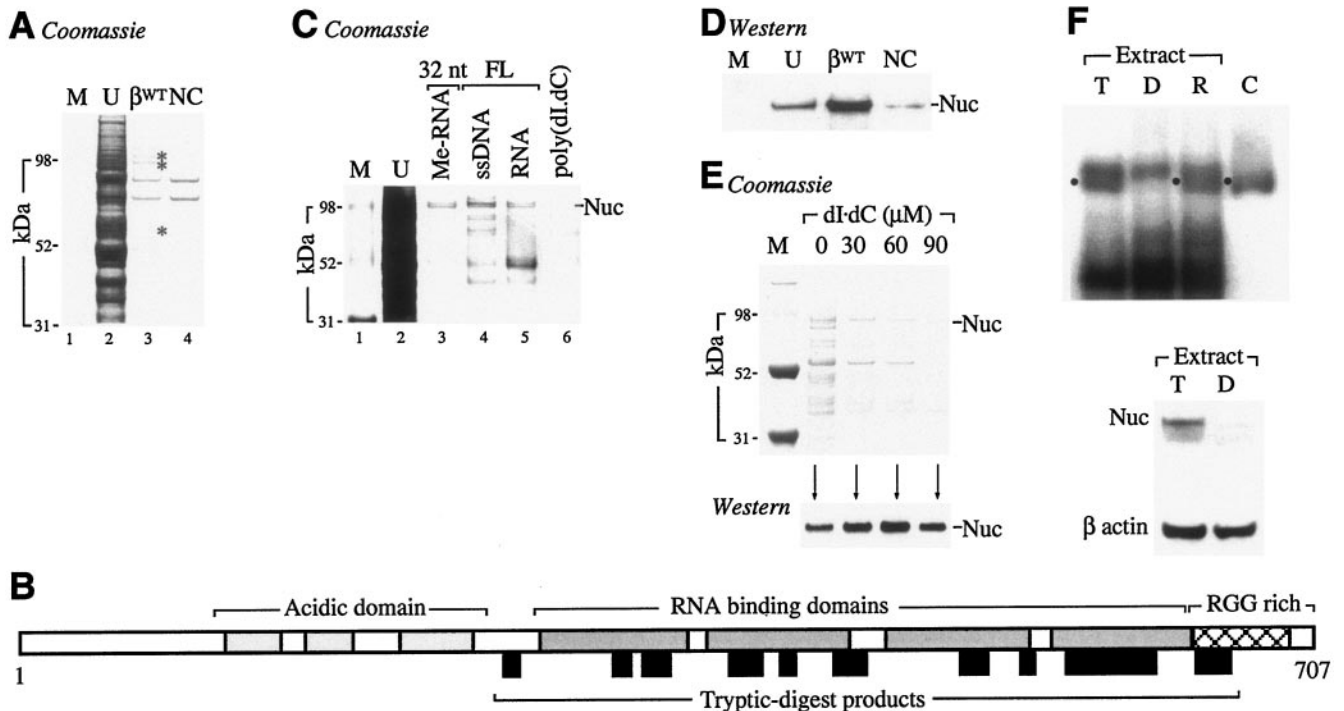 A Coomassie
M U βWT NC
98-
kDa
52-
31-
1 2 3 4
*
*
*
C Coomassie
32 nt FL
M U Me-RNA ssDNA RNA poly(dI.dC)
98-
-Nuc
kDa
52-
31-
1 2 3 4 5 6
D Western
M U βWT NC
-Nuc
E Coomassie
dI·dC (µM)
M 0 30 60 90
98-
-Nuc
kDa
52-
31-
Western
-Nuc
F
Extract
T D R C
Extract
T D
Nuc
β actin
B
Acidic domain RNA binding domains RGG rich
1 707
Tryptic-digest products